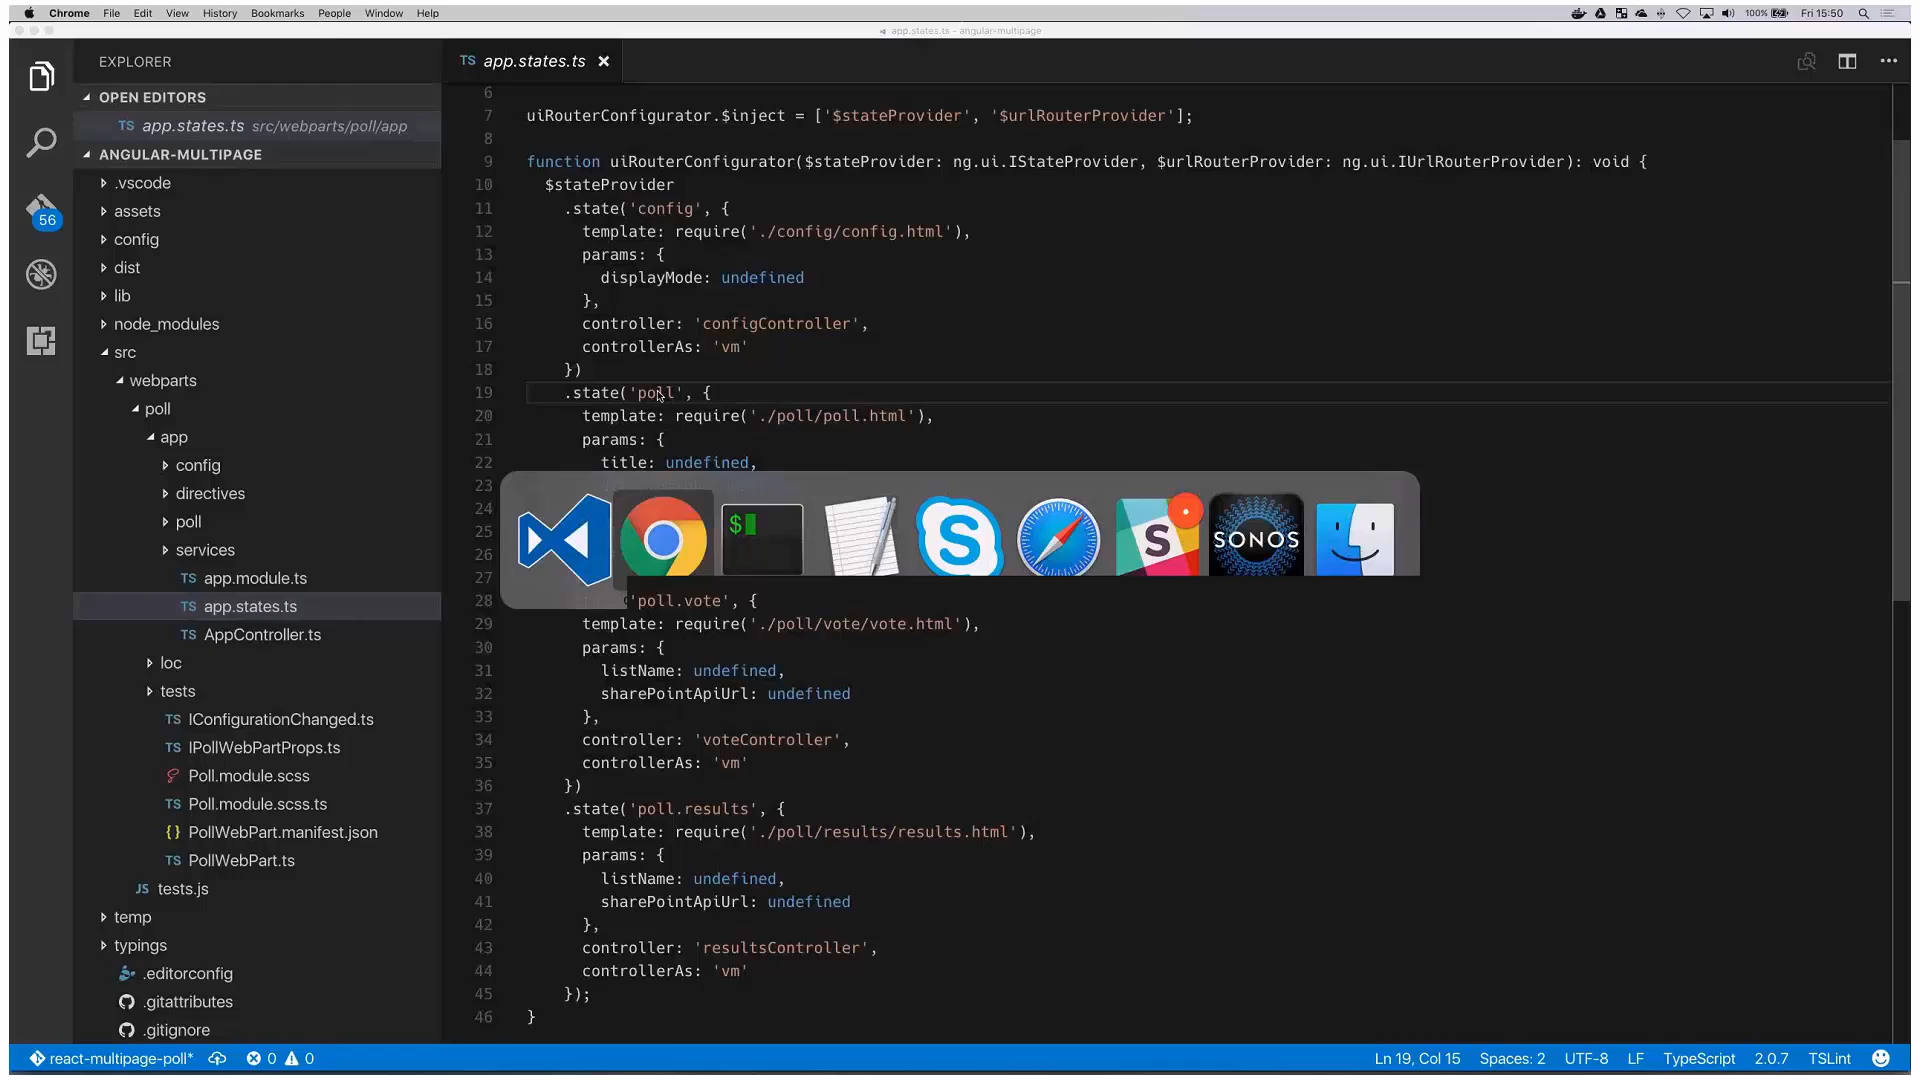 Chrome File Edit View History Bookmarks People Window Help 100% Fri 15:50
app.states.ts - angular-multipage
EXPLORER
OPEN EDITORS
TS app.states.ts src/webparts/poll/app
ANGULAR-MULTIPAGE
.vscode
assets
config
dist
lib
node_modules
src
webparts
poll
app
config
directives
poll
services
TS app.module.ts
TS app.states.ts
TS AppController.ts
loc
tests
TS IConfigurationChanged.ts
TS IPollWebPartProps.ts
Poll.module.scss
TS Poll.module.scss.ts
{} PollWebPart.manifest.json
TS PollWebPart.ts
JS tests.js
temp
typings
.editorconfig
.gitattributes
.gitignore
56
TS app.states.ts
6
7 uiRouterConfigurator.$inject = ['$stateProvider', '$urlRouterProvider'];
8
9 function uiRouterConfigurator($stateProvider: ng.ui.IStateProvider, $urlRouterProvider: ng.ui.IUrlRouterProvider): void {
10 $stateProvider
11 .state('config', {
12 template: require('./config/config.html'),
13 params: {
14 displayMode: undefined
15 },
16 controller: 'configController',
17 controllerAs: 'vm'
18 })
19 .state('poll', {
20 template: require('./poll/poll.html'),
21 params: {
22 title: undefined,
23
24
25
26
27
28 'poll.vote', {
29 template: require('./poll/vote/vote.html'),
30 params: {
31 listName: undefined,
32 sharePointApiUrl: undefined
33 },
34 controller: 'voteController',
35 controllerAs: 'vm'
36 })
37 .state('poll.results', {
38 template: require('./poll/results/results.html'),
39 params: {
40 listName: undefined,
41 sharePointApiUrl: undefined
42 },
43 controller: 'resultsController',
44 controllerAs: 'vm'
45 });
46 }
$ S S SONOS
react-multipage-poll* 0 0 Ln 19, Col 15 Spaces: 2 UTF-8 LF TypeScript 2.0.7 TSLint